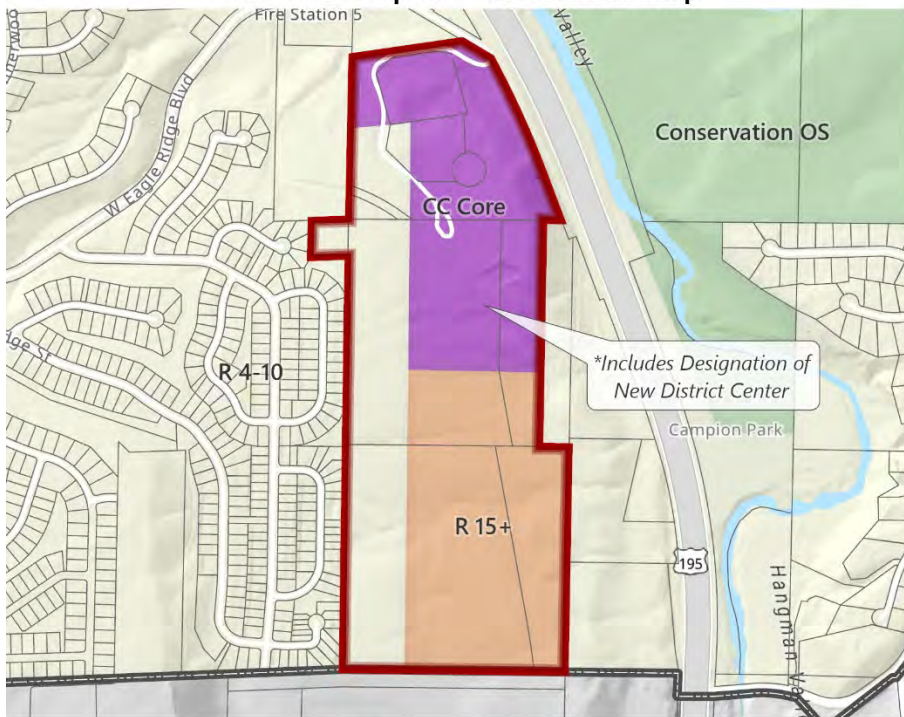 Fire Station 5
Valley
W Eagle Ridge Blvd
Conservation OS
CC Core
R 4-10
*Includes Designation of
New District Center
Campion Park
R 15+
195
Hangman